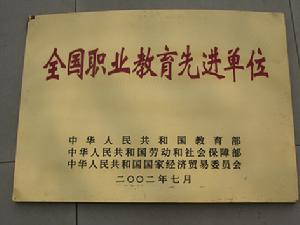 全国职业教育先进单位
中华人民共和国教育部
中华人民共和国劳动和社会保障部
中华人民共和国国家经济贸易委员会
二〇〇二年七月